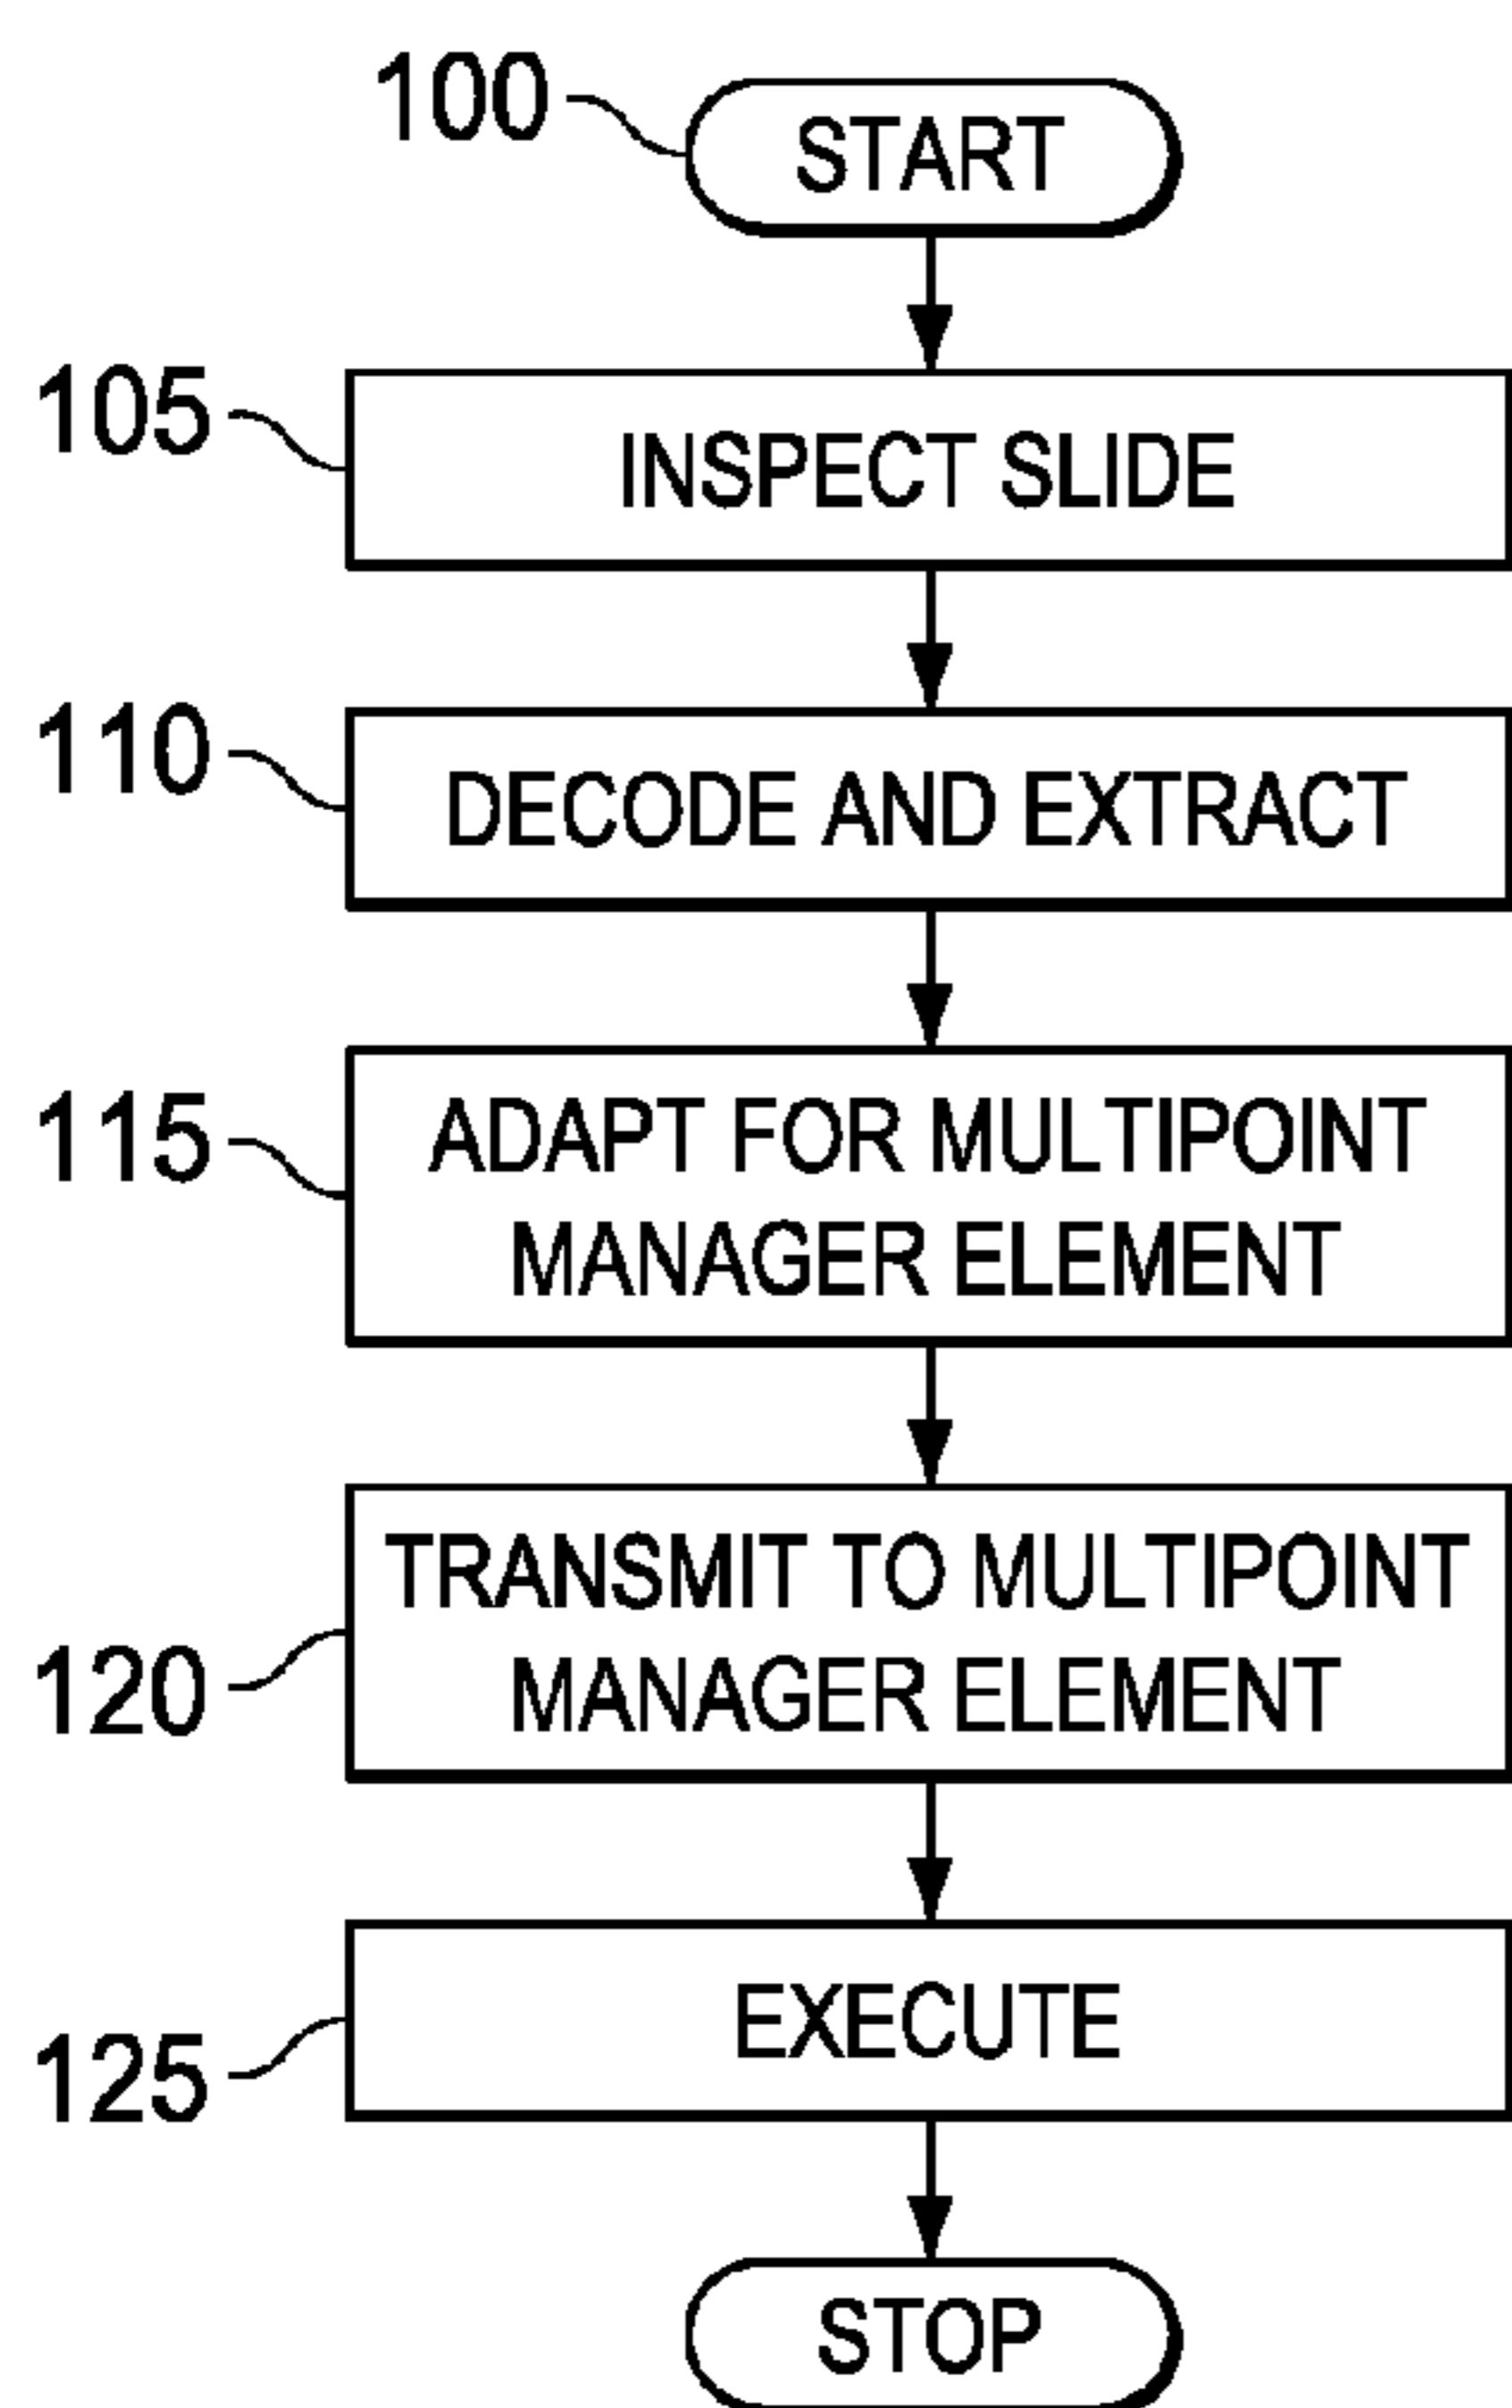 100
START
105
INSPECT SLIDE
110
DECODE AND EXTRACT
115
ADAPT FOR MULTIPOINT
MANAGER ELEMENT
TRANSMIT TO MULTIPOINT
MANAGER ELEMENT
120
EXECUTE
125
STOP